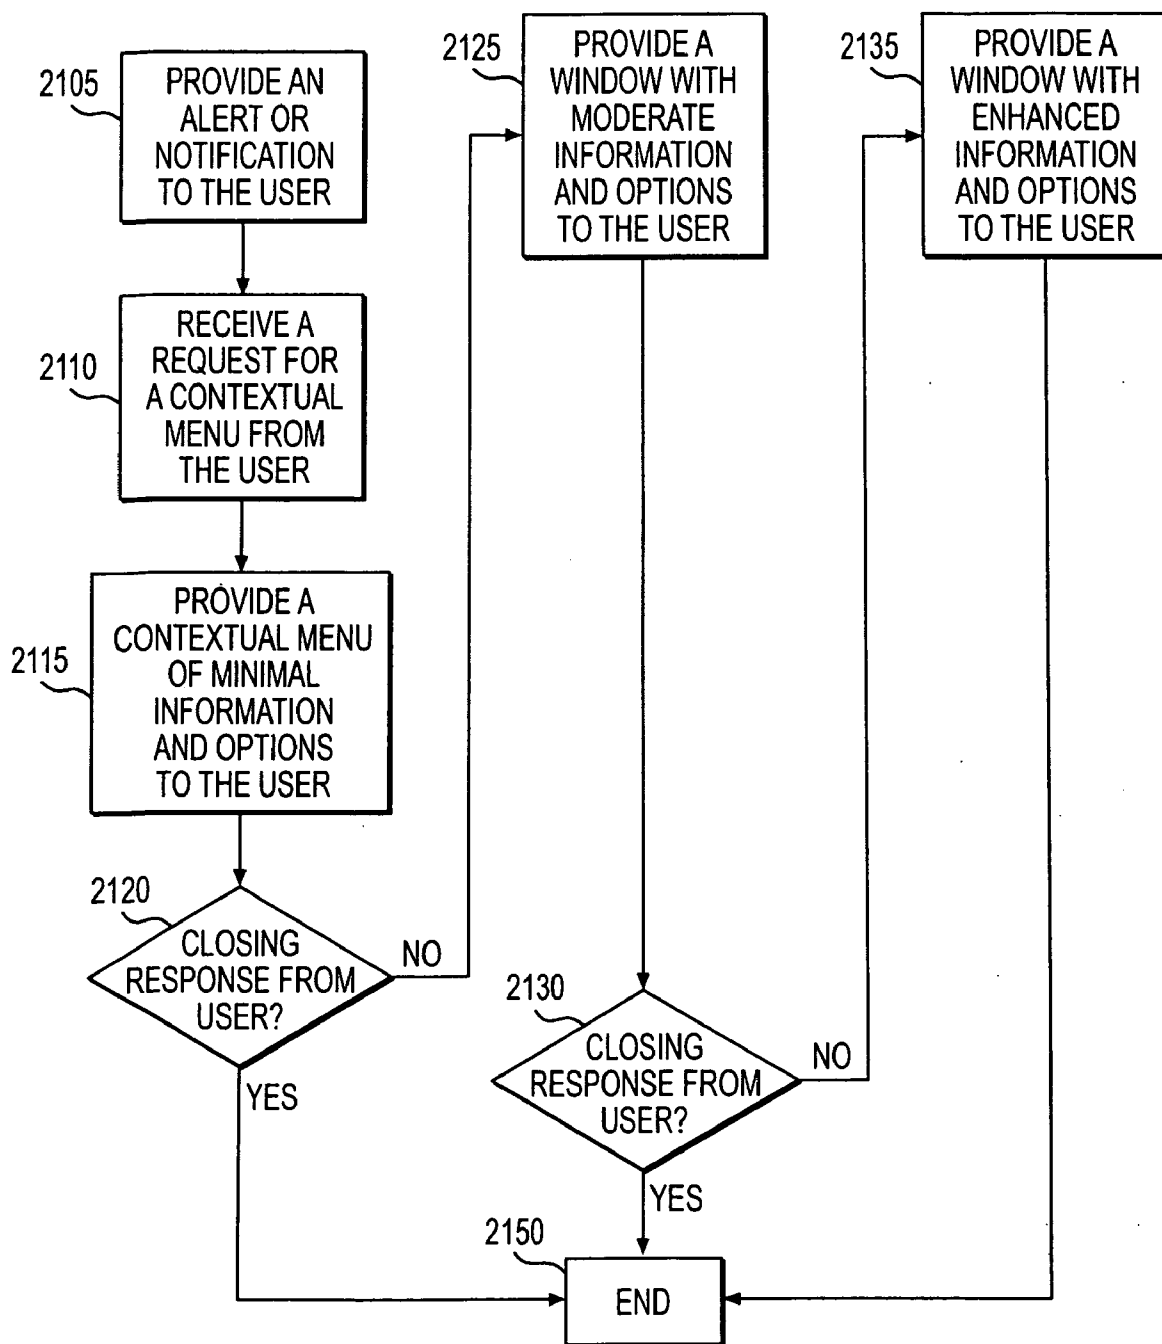 2105
PROVIDE AN
ALERT OR
NOTIFICATION
TO THE USER
2110
RECEIVE A
REQUEST FOR
A CONTEXTUAL
MENU FROM
THE USER
2115
PROVIDE A
CONTEXTUAL MENU
OF MINIMAL
INFORMATION
AND OPTIONS
TO THE USER
2120
CLOSING
RESPONSE FROM
USER?
NO
YES
2125
PROVIDE A
WINDOW WITH
MODERATE
INFORMATION
AND OPTIONS
TO THE USER
2130
CLOSING
RESPONSE FROM
USER?
NO
YES
2135
PROVIDE A
WINDOW WITH
ENHANCED
INFORMATION
AND OPTIONS
TO THE USER
2150
END